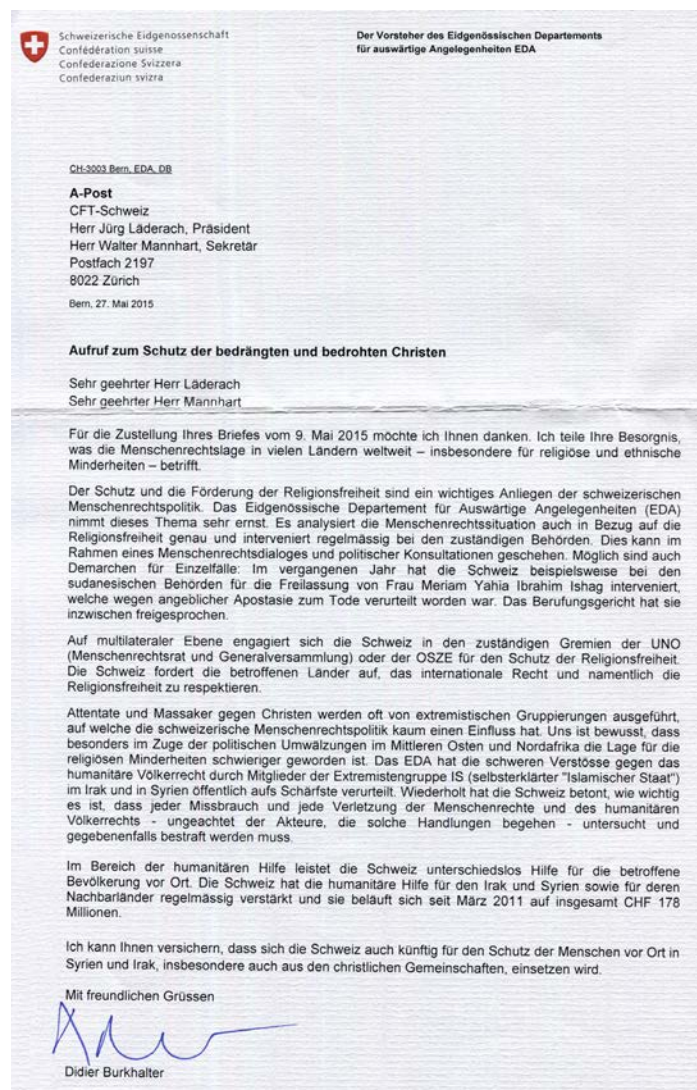 Schweizerische Eidgenossenschaft
Confédération suisse
Confederazione Svizzera
Confederaziun svizra
Der Vorsteher des Eidgenössischen Departements
für auswärtige Angelegenheiten EDA
CH-3003 Bern, EDA, DB
A-Post
CFT-Schweiz
Herr Jürg Läderach, Präsident
Herr Walter Mannhart, Sekretär
Postfach 2197
8022 Zürich
Bern, 27. Mai 2015
Aufruf zum Schutz der bedrängten und bedrohten Christen
Sehr geehrter Herr Läderach
Sehr geehrter Herr Mannhart
Für die Zustellung Ihres Briefes vom 9. Mai 2015 möchte ich Ihnen danken. Ich teile Ihre Besorgnis,
was die Menschenrechtslage in vielen Ländern weltweit – insbesondere für religiöse und ethnische
Minderheiten – betrifft.
Der Schutz und die Förderung der Religionsfreiheit sind ein wichtiges Anliegen der schweizerischen
Menschenrechtspolitik. Das Eidgenössische Departement für Auswärtige Angelegenheiten (EDA)
nimmt dieses Thema sehr ernst. Es analysiert die Menschenrechtssituation auch in Bezug auf die
Religionsfreiheit genau und interveniert regelmässig bei den zuständigen Behörden. Dies kann im
Rahmen eines Menschenrechtsdialoges und politischer Konsultationen geschehen. Möglich sind auch
Demarchen für Einzelfälle: Im vergangenen Jahr hat die Schweiz beispielsweise bei den
sudanesischen Behörden für die Freilassung von Frau Meriam Yahia Ibrahim Ishag interveniert,
welche wegen angeblicher Apostasie zum Tode verurteilt worden war. Das Berufungsgericht hat sie
inzwischen freigesprochen.
Auf multilateraler Ebene engagiert sich die Schweiz in den zuständigen Gremien der UNO
(Menschenrechtsrat und Generalversammlung) oder der OSZE für den Schutz der Religionsfreiheit.
Die Schweiz fordert die betroffenen Länder auf, das internationale Recht und namentlich die
Religionsfreiheit zu respektieren.
Attentate und Massaker gegen Christen werden oft von extremistischen Gruppierungen ausgeführt,
auf welche die schweizerische Menschenrechtspolitik kaum einen Einfluss hat. Uns ist bewusst, dass
besonders im Zuge der politischen Umwälzungen im Mittleren Osten und Nordafrika die Lage für die
religiösen Minderheiten schwieriger geworden ist. Das EDA hat die schweren Verstösse gegen das
humanitäre Völkerrecht durch Mitglieder der Extremistengruppe IS (selbsterklärter "Islamischer Staat")
im Irak und in Syrien öffentlich aufs Schärfste verurteilt. Wiederholt hat die Schweiz betont, wie wichtig
es ist, dass jeder Missbrauch und jede Verletzung der Menschenrechte und des humanitären
Völkerrechts - ungeachtet der Akteure, die solche Handlungen begehen - untersucht und
gegebenenfalls bestraft werden muss.
Im Bereich der humanitären Hilfe leistet die Schweiz unterschiedslos Hilfe für die betroffene
Bevölkerung vor Ort. Die Schweiz hat die humanitäre Hilfe für den Irak und Syrien sowie für deren
Nachbarländer regelmässig verstärkt und sie beläuft sich seit März 2011 auf insgesamt CHF 178
Millionen.
Ich kann Ihnen versichern, dass sich die Schweiz auch künftig für den Schutz der Menschen vor Ort in
Syrien und Irak, insbesondere auch aus den christlichen Gemeinschaften, einsetzen wird.
Mit freundlichen Grüssen
Didier Burkhalter